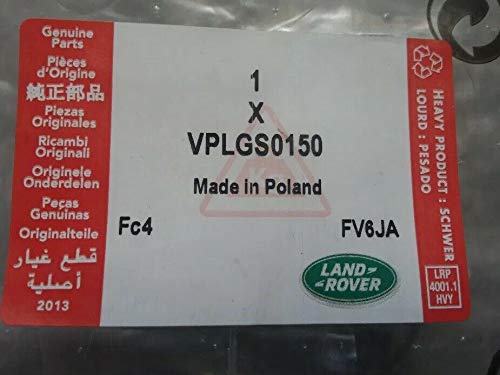 Genuine
Parts
Pièces
d'Origine
純正部品
Piezas
Originales
Ricambi
Originali
Originele
Onderdelen
Peças
Genuinas
Originalteile
قطع غيار
أصلية
2013
1
X
VPLGS0150
Made in Poland
Fc4
FV6JA
LAND-
ROVER
HEAVY PRODUCT : SCHWER
LOURD : PESADO
LRP
4001.1
HVY